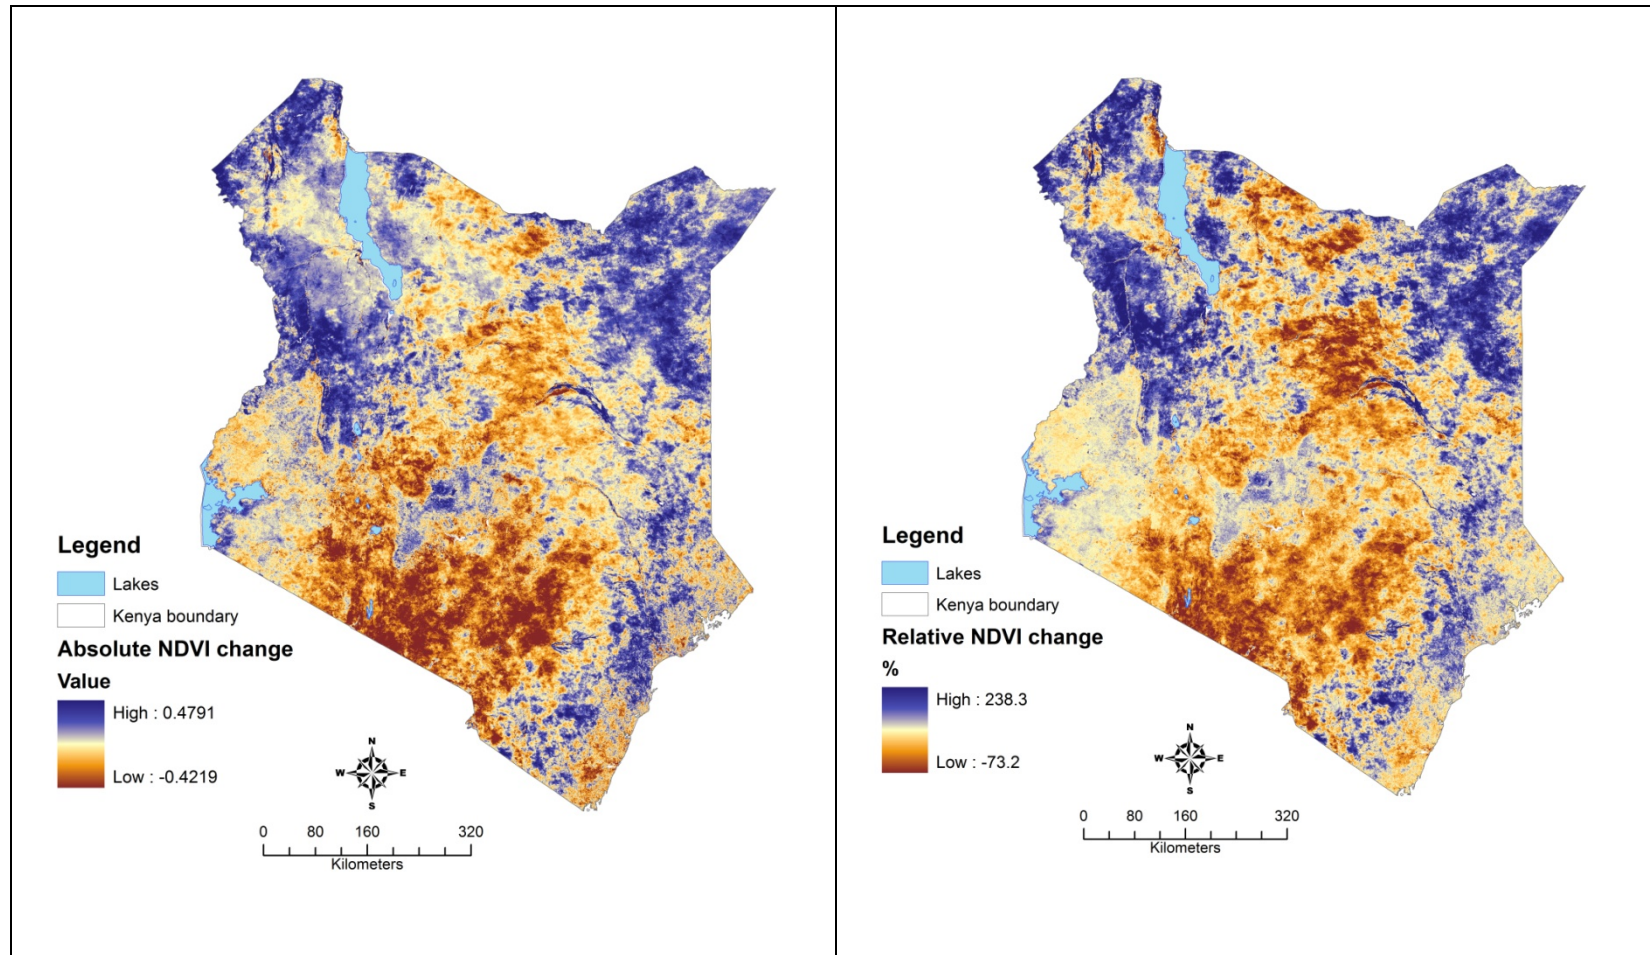 Legend
Lakes
Kenya boundary
Absolute NDVI change
Value
High : 0.4791
Low : -0.4219
N
W E
S
0 80 160 320
Kilometers
Legend
Lakes
Kenya boundary
Relative NDVI change
%
High : 238.3
Low : -73.2
N
W E
S
0 80 160 320
Kilometers